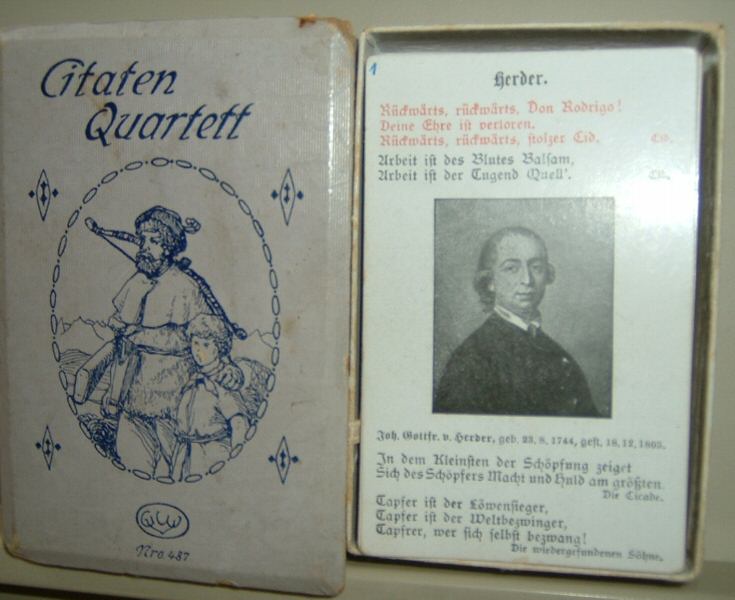 Citaten
Quartett
Nro. 487
1
Herder.
Rückwärts, rückwärts, Don Rodrigo!
Deine Ehre ist verloren.
Rückwärts, rückwärts, stolzer Cid. Cid.
Arbeit ist des Blutes Balsam,
Arbeit ist der Tugend Quell'. Cid.
Joh. Gottfr. v. Herder, geb. 23. 8. 1744, gest. 18. 12. 1803.
In dem Kleinsten der Schöpfung zeiget
Sich des Schöpfers Macht und Huld am größten.
Die Cicade.
Tapfer ist der Löwensieger,
Tapfer ist der Weltbezwinger,
Tapfrer, wer sich selbst bezwang!
Die wiedergefundenen Söhne.